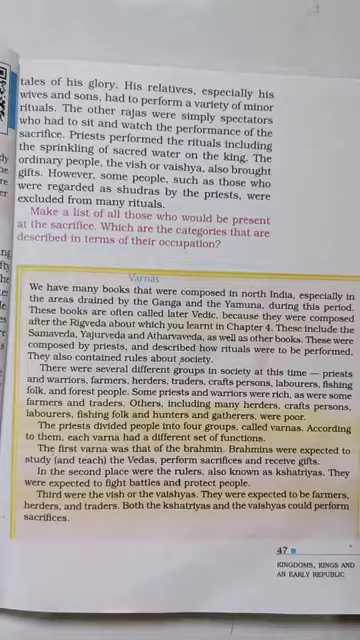 tales of his glory. His relatives, especially his
wives and sons, had to perform a variety of minor
rituals. The other rajas were simply spectators
who had to sit and watch the performance of the
sacrifice. Priests performed the rituals including
the sprinkling of sacred water on the king. The
ordinary people, the vish or vaishya, also brought
gifts. However, some people, such as those who
were regarded as shudras by the priests, were
excluded from many rituals.
Make a list of all those who would be present
at the sacrifice. Which are the categories that are
described in terms of their occupation?
Varnas
We have many books that were composed in north India, especially in
the areas drained by the Ganga and the Yamuna, during this period.
These books are often called later Vedic, because they were composed
after the Rigveda about which you learnt in Chapter 4. These include the
Samaveda, Yajurveda and Atharvaveda, as well as other books. These were
composed by priests, and described how rituals were to be performed.
They also contained rules about society.
There were several different groups in society at this time — priests
and warriors, farmers, herders, traders, crafts persons, labourers, fishing
folk, and forest people. Some priests and warriors were rich, as were some
farmers and traders. Others, including many herders, crafts persons,
labourers, fishing folk and hunters and gatherers, were poor.
The priests divided people into four groups, called varnas. According
to them, each varna had a different set of functions.
The first varna was that of the brahmin. Brahmins were expected to
study (and teach) the Vedas, perform sacrifices and receive gifts.
In the second place were the rulers, also known as kshatriyas. They
were expected to fight battles and protect people.
Third were the vish or the vaishyas. They were expected to be farmers,
herders, and traders. Both the kshatriyas and the vaishyas could perform
sacrifices.
47
KINGDOMS, KINGS AND
AN EARLY REPUBLIC